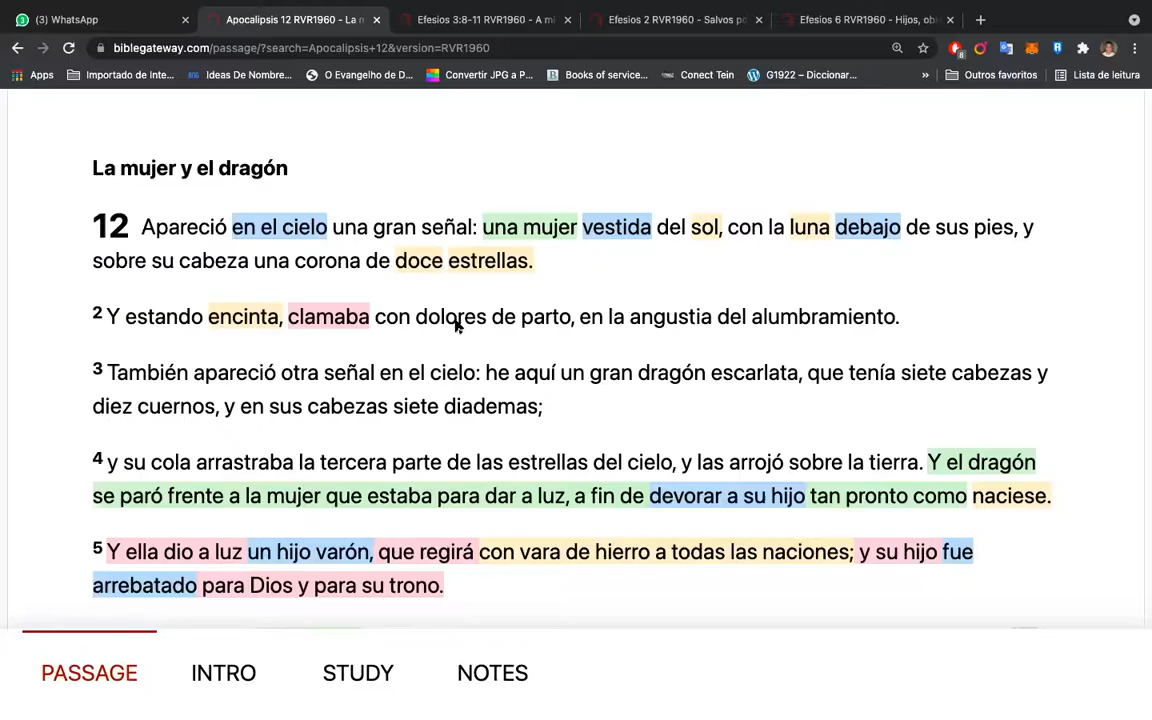 (3) WhatsApp
Apocalipsis 12 RVR1960 - La n
Efesios 3:8-11 RVR1960 - A mi
Efesios 2 RVR1960 - Salvos po
Efesios 6 RVR1960 - Hijos, ob
biblegateway.com/passage/?search=Apocalipsis+12&version=RVR1960
8
Apps
Importado de Inte...
Ideas De Nombre...
O Evangelho de D...
Convertir JPG a P...
Books of service...
Conect Tein
G1922 – Diccionar...
»
Outros favoritos
Lista de leitura
La mujer y el dragón
12 Apareció en el cielo una gran señal: una mujer vestida del sol, con la luna debajo de sus pies, y
sobre su cabeza una corona de doce estrellas.
2 Y estando encinta, clamaba con dolores de parto, en la angustia del alumbramiento.
3 También apareció otra señal en el cielo: he aquí un gran dragón escarlata, que tenía siete cabezas y
diez cuernos, y en sus cabezas siete diademas;
4 y su cola arrastraba la tercera parte de las estrellas del cielo, y las arrojó sobre la tierra. Y el dragón
se paró frente a la mujer que estaba para dar a luz, a fin de devorar a su hijo tan pronto como naciese.
5 Y ella dio a luz un hijo varón, que regirá con vara de hierro a todas las naciones; y su hijo fue
arrebatado para Dios y para su trono.
PASSAGE INTRO STUDY NOTES